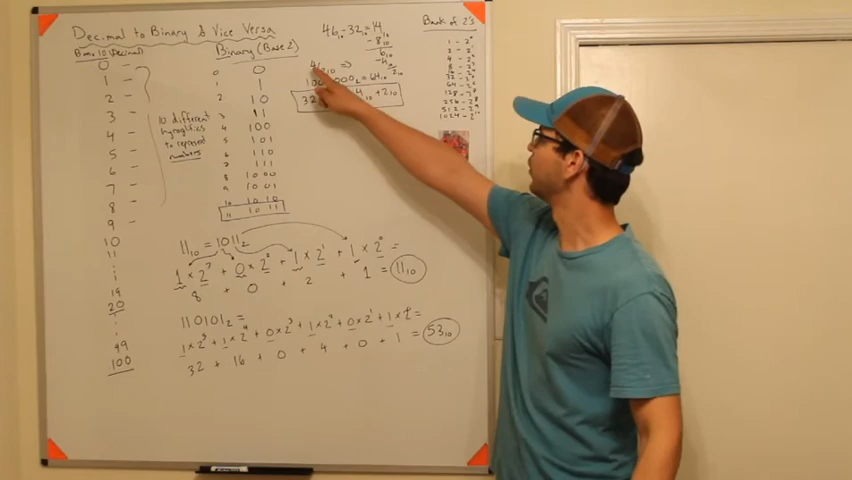 Decimal to Binary & Vice Versa
Base 10 (Decimal)
0 -
1 -
2 -
3 -
4 -
5 -
6 -
7 -
8 -
9 -
10
11
19
20
49
100
10 different
hyroglifics
to represent
numbers
Binary (Base 2)
0 0
1 1
2 10
3 11
4 100
5 101
6 110
7 111
8 1000
9 1001
10 1010
11 1011
46₁₀ - 32₁₀ = 14₁₀
- 8₁₀
6₁₀
- 4₁₀
2₁₀
46₁₀ =>
= 64₁₀
+ 2₁₀
Bank of 2's
1 - 2⁰
2 - 2¹
4 - 2²
8 - 2³
16 - 2⁴
32 - 2⁵
64 - 2⁶
128 - 2⁷
256 - 2⁸
512 - 2⁹
1024 - 2¹⁰
11₁₀ = 1011₂
1 × 2³ + 0 × 2² + 1 × 2¹ + 1 × 2⁰ =
8 + 0 + 2 + 1 = 11₁₀
110101₂ =
1 × 2⁵ + 1 × 2⁴ + 0 × 2³ + 1 × 2² + 0 × 2¹ + 1 × 2⁰ =
32 + 16 + 0 + 4 + 0 + 1 = 53₁₀